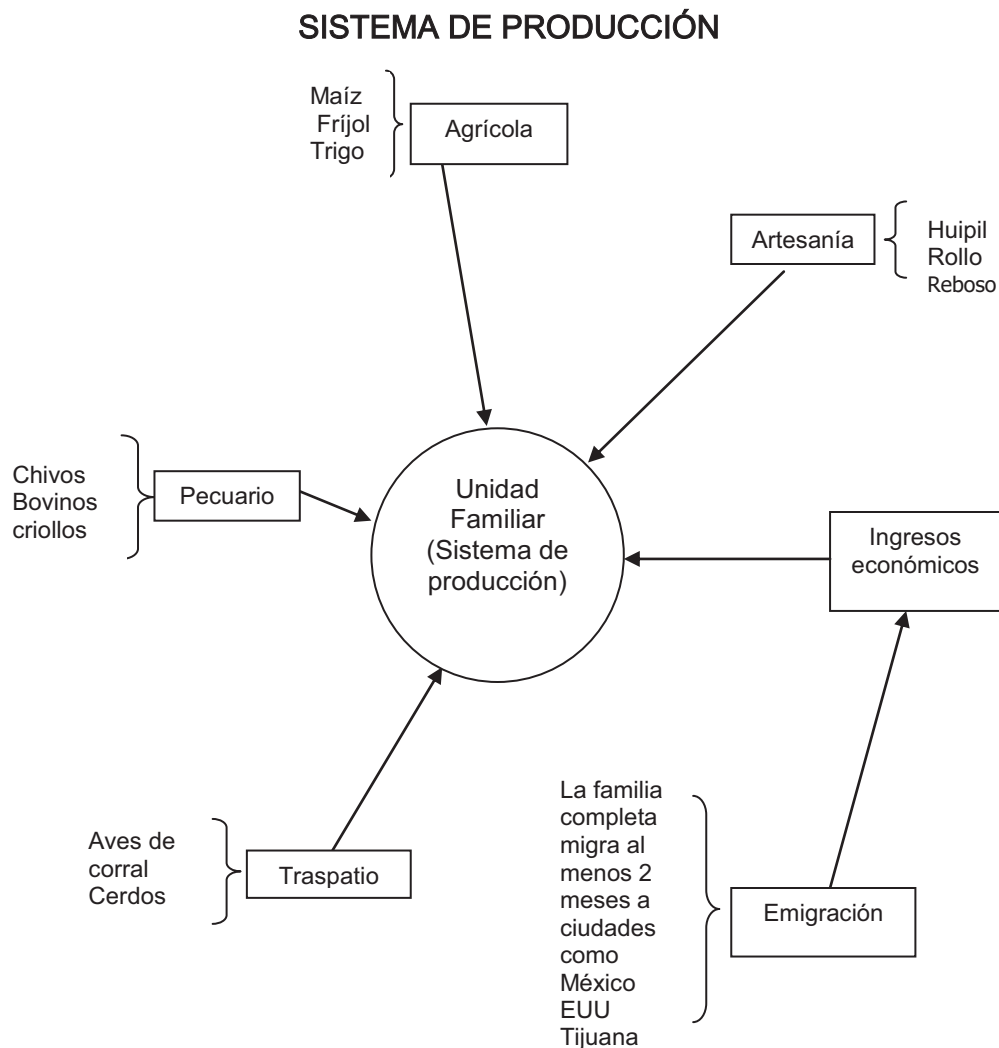 SISTEMA DE PRODUCCIÓN
Maíz
Fríjol
Trigo
Agrícola
Artesanía
Huipil
Rollo
Reboso
Chivos
Bovinos
criollos
Pecuario
Unidad
Familiar
(Sistema de
producción)
Ingresos
económicos
Aves de
corral
Cerdos
Traspatio
La familia
completa
migra al
menos 2
meses a
ciudades
como
México
EUU
Tijuana
Emigración